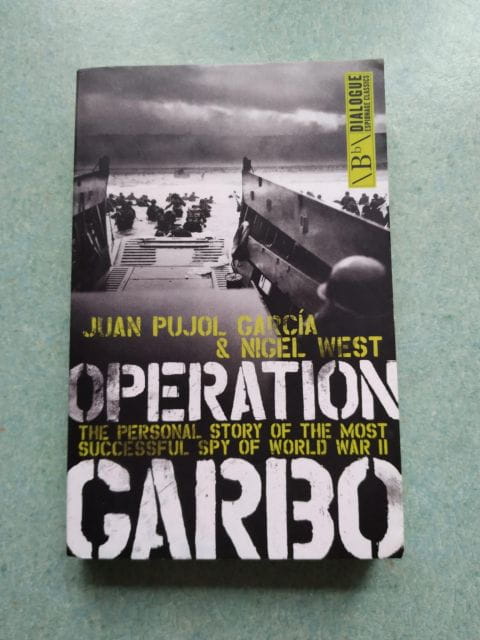 \Bb\ DIALOGUE
ESPIONAGE CLASSICS
JUAN PUJOL GARCÍA
& NIGEL WEST
OPERATION
THE PERSONAL STORY OF THE MOST
SUCCESSFUL SPY OF WORLD WAR II
GARBO